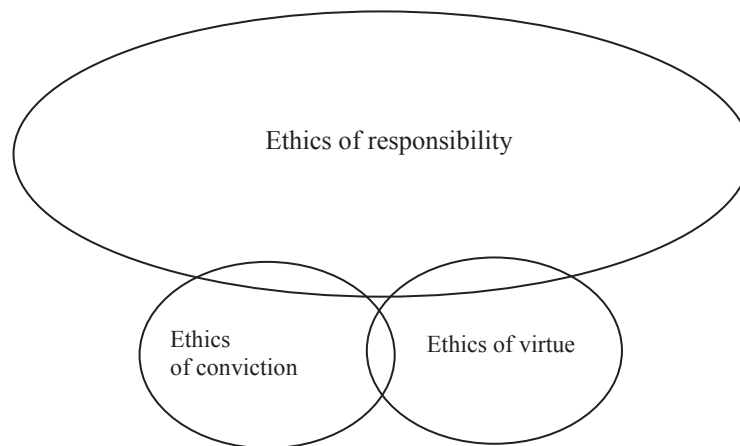 Ethics of responsibility
Ethics
of conviction
Ethics of virtue